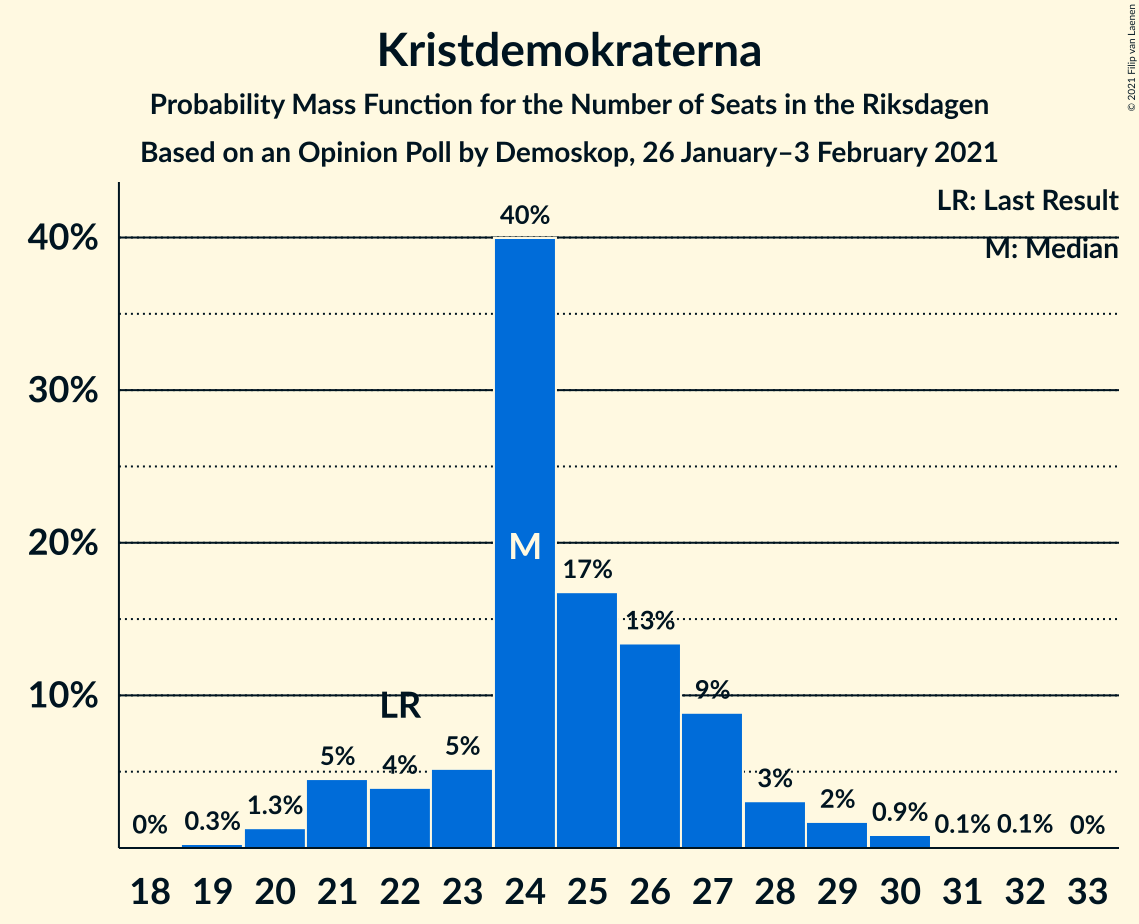 Kristdemokraterna
Probability Mass Function for the Number of Seats in the Riksdagen
Based on an Opinion Poll by Demoskop, 26 January–3 February 2021
© 2021 Filip van Laenen
LR: Last Result
M: Median
40%
30%
20%
10%
0%
0.3%
1.3%
5%
4%
LR
5%
40%
M
17%
13%
9%
3%
2%
0.9%
0.1%
0.1%
0%
18 19 20 21 22 23 24 25 26 27 28 29 30 31 32 33